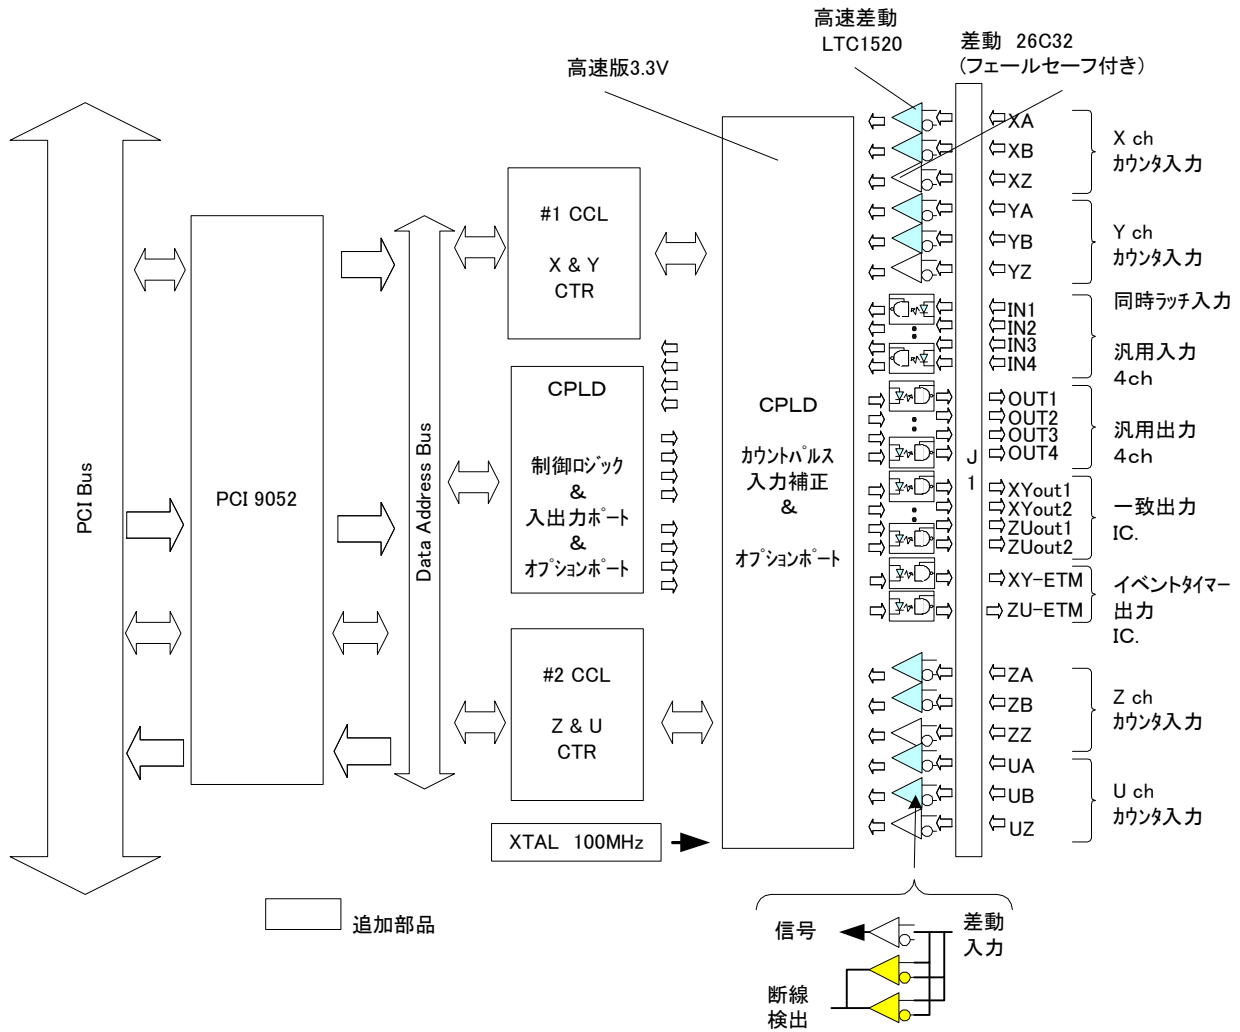 高速差動
LTC1520
差動 26C32
(フェールセーフ付き)
高速版3.3V
PCI Bus
PCI 9052
Data Address Bus
#1 CCL
X & Y
CTR
CPLD
制御ロジック
&
入出力ポート
&
オプションポート
#2 CCL
Z & U
CTR
XTAL 100MHz
CPLD
カウントパルス
入力補正
&
オプションポート
J1
XA
XB
XZ
X ch
カウンタ入力
YA
YB
YZ
Y ch
カウンタ入力
IN1
IN2
IN3
IN4
同時ラッチ入力
汎用入力
4ch
OUT1
OUT2
OUT3
OUT4
汎用出力
4ch
XYout1
XYout2
ZUout1
ZUout2
一致出力
IC.
XY-ETM
ZU-ETM
イベントタイマー
出力
IC.
ZA
ZB
ZZ
Z ch
カウンタ入力
UA
UB
UZ
U ch
カウンタ入力
追加部品
信号
差動
入力
断線
検出